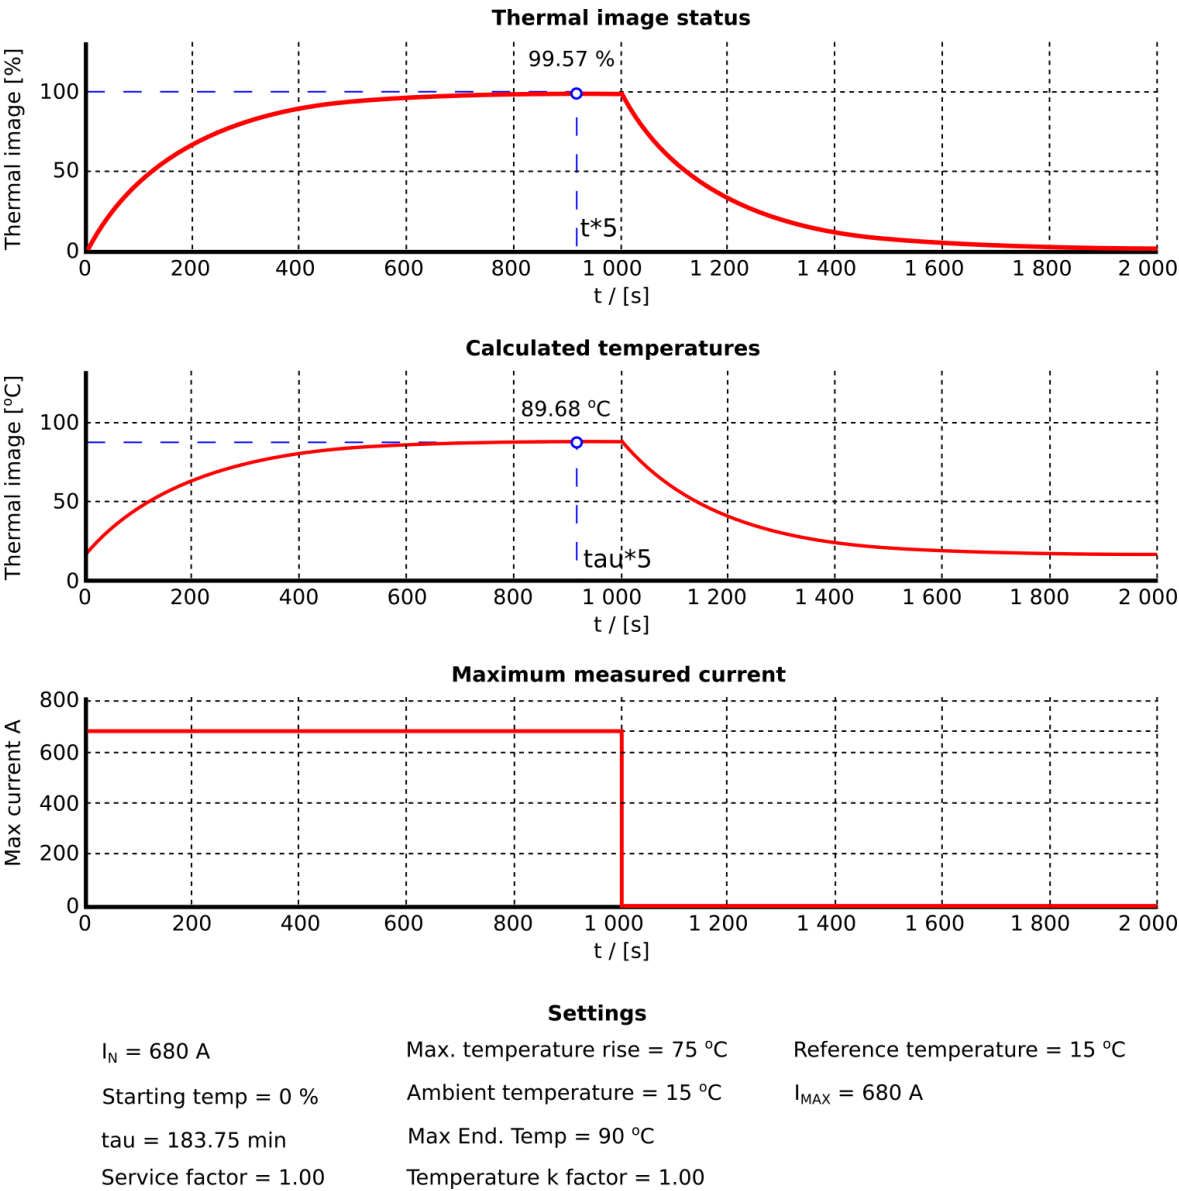 Thermal image status
Thermal image [%]
99.57 %
100
50
0
t*5
0 200 400 600 800 1 000 1 200 1 400 1 600 1 800 2 000
t / [s]
Calculated temperatures
Thermal image [ºC]
89.68 ºC
100
50
0
tau*5
0 200 400 600 800 1 000 1 200 1 400 1 600 1 800 2 000
t / [s]
Maximum measured current
Max current A
800
600
400
200
0
0 200 400 600 800 1 000 1 200 1 400 1 600 1 800 2 000
t / [s]
Settings
I_N = 680 A Max. temperature rise = 75 ºC Reference temperature = 15 ºC
Starting temp = 0 % Ambient temperature = 15 ºC I_MAX = 680 A
tau = 183.75 min Max End. Temp = 90 ºC
Service factor = 1.00 Temperature k factor = 1.00